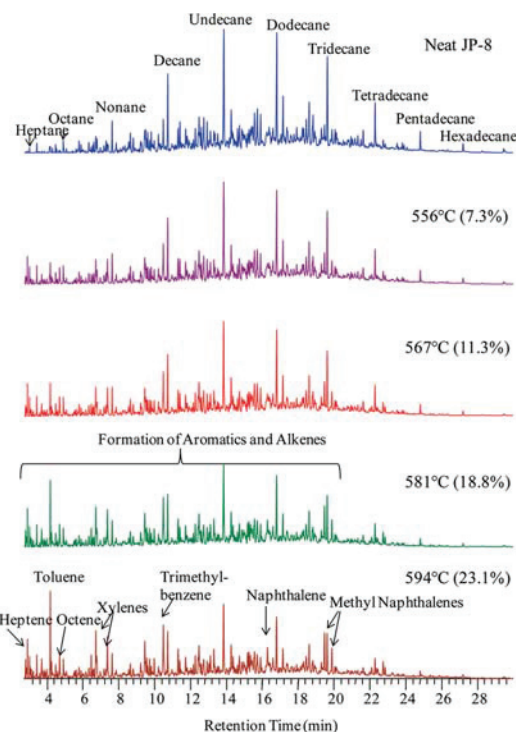 Undecane
Dodecane
Neat JP-8
Tridecane
Decane
Tetradecane
Nonane
Octane
Pentadecane
Heptane
Hexadecane
556°C (7.3%)
567°C (11.3%)
Formation of Aromatics and Alkenes
581°C (18.8%)
594°C (23.1%)
Toluene
Trimethyl-
benzene
Naphthalene
Methyl Naphthalenes
Xylenes
Heptene
Octene
4 6 8 10 12 14 16 18 20 22 24 26 28
Retention Time (min)